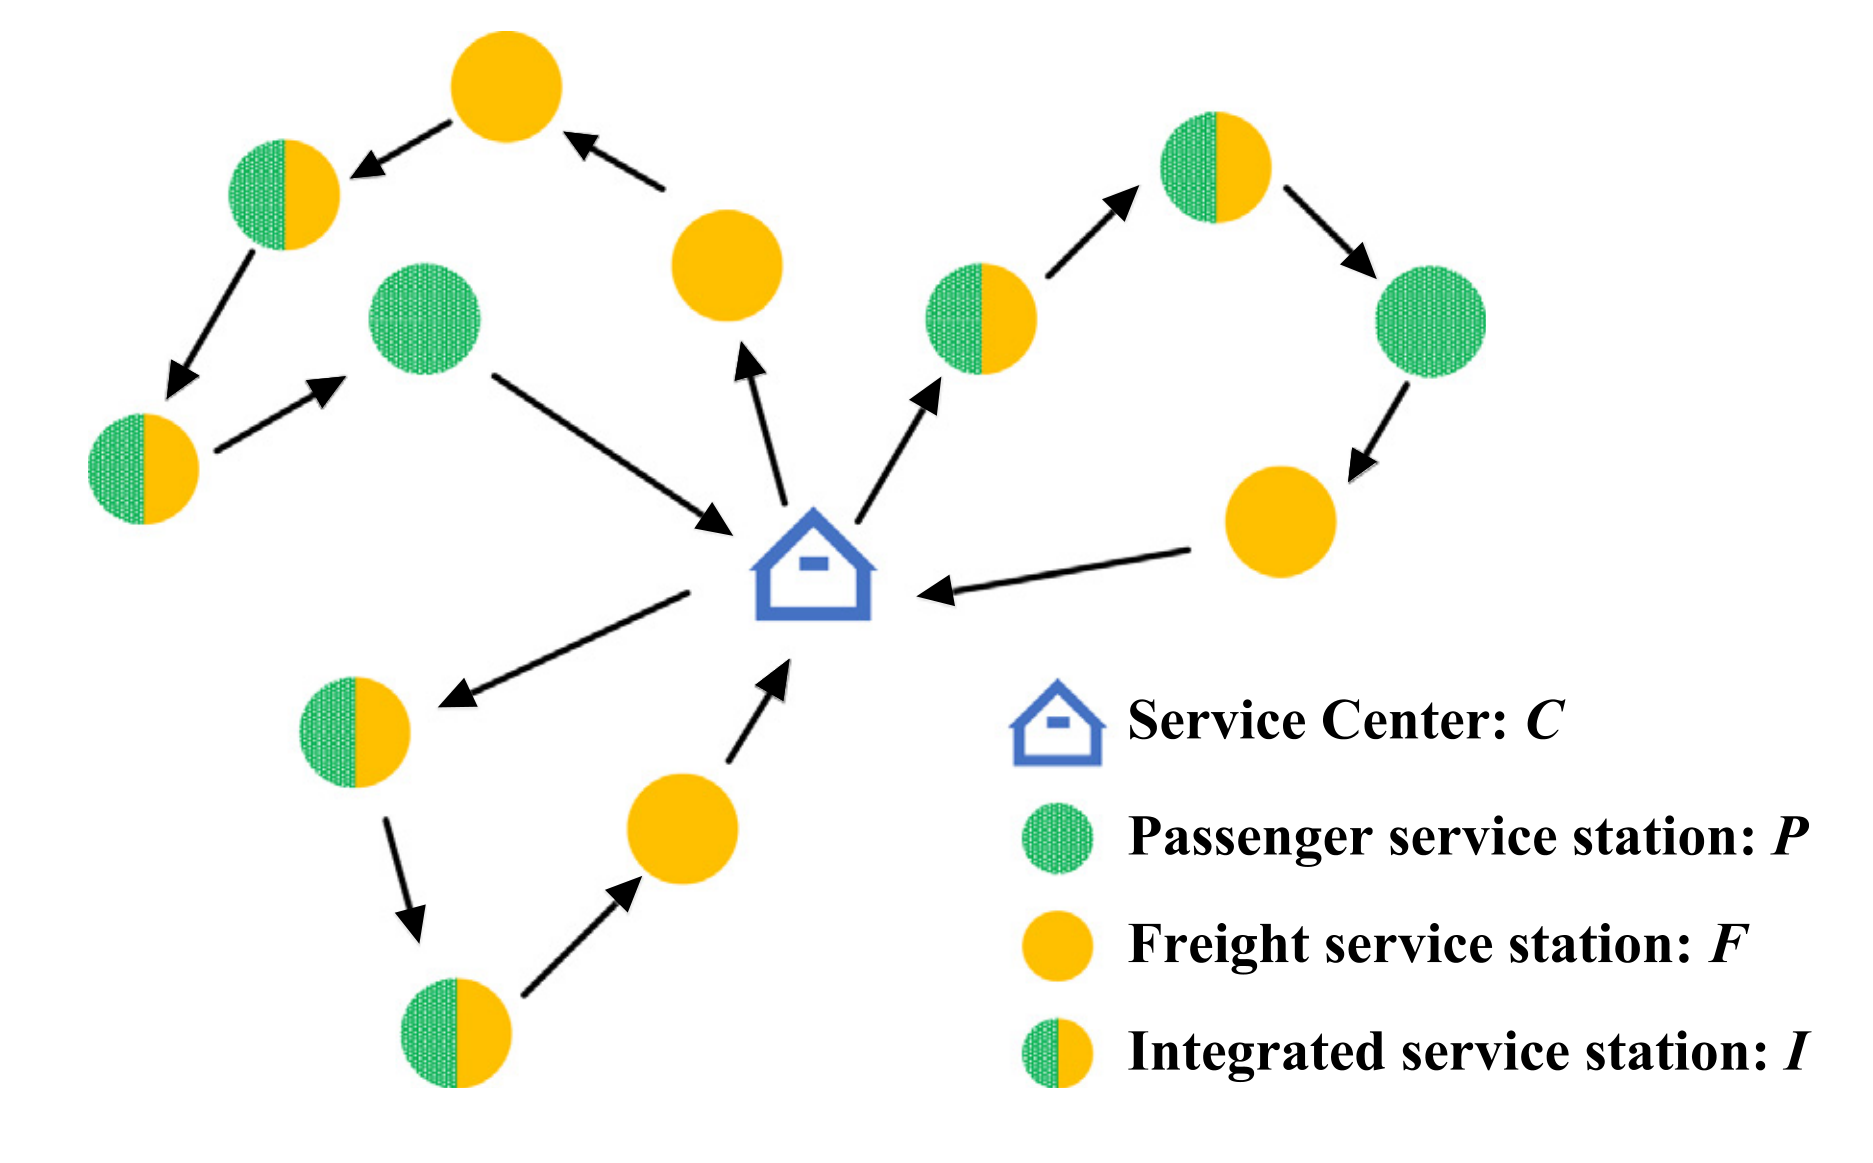 Service Center: C
Passenger service station: P
Freight service station: F
Integrated service station: I